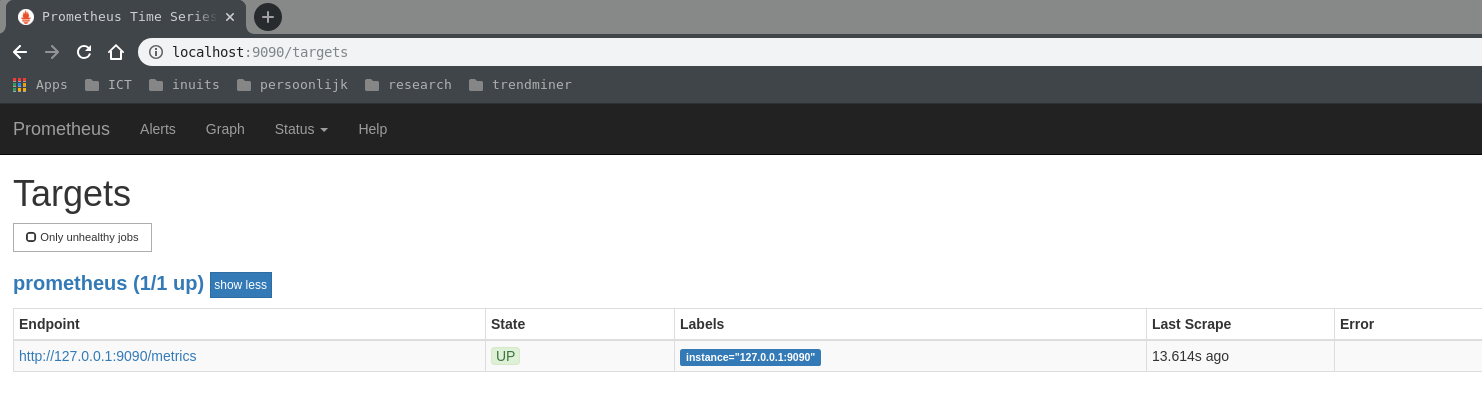 Prometheus Time Series
localhost:9090/targets
Apps ICT inuits persoonlijk research trendminer
Prometheus Alerts Graph Status Help
Targets
Only unhealthy jobs
prometheus (1/1 up) show less
Endpoint State Labels Last Scrape Error
http://127.0.0.1:9090/metrics UP instance="127.0.0.1:9090" 13.614s ago